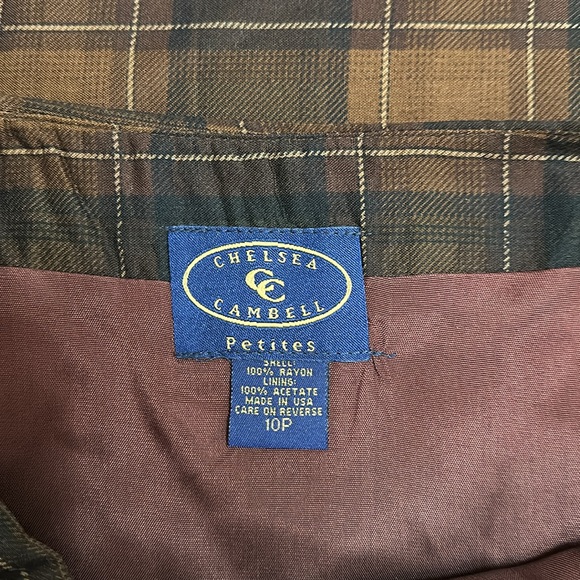 CHELSEA
CC
CAMBELL
Petites
SHELL:
100% RAYON
LINING:
100% ACETATE
MADE IN USA
CARE ON REVERSE
10P